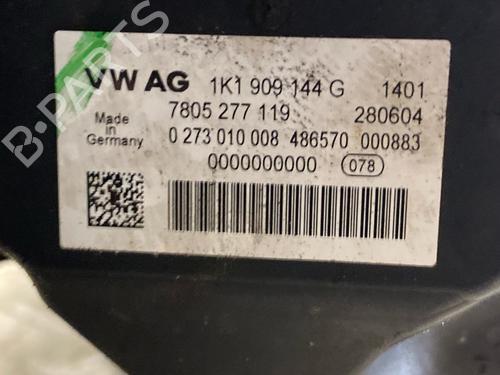 B-PARTS
VW AG 1K1 909 144 G 1401
7805 277 119 280604
Made in Germany 0 273 010 008 486570 000883
0000000000 078